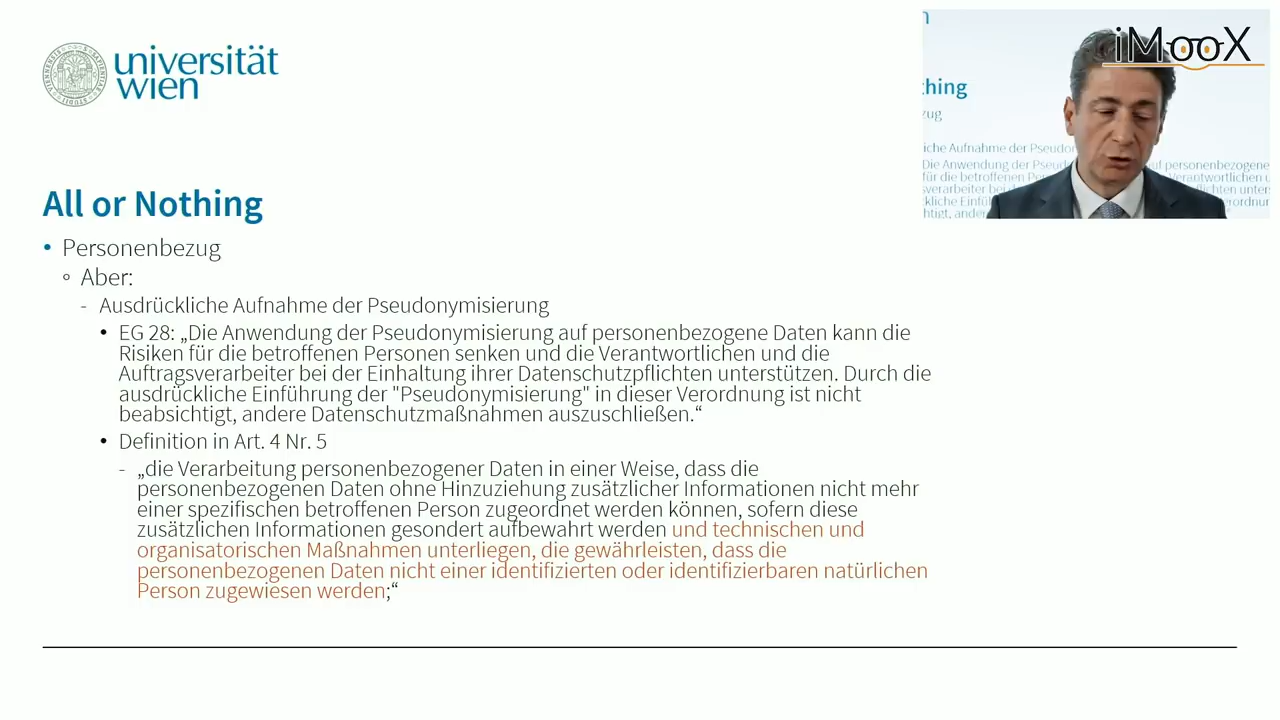 universität
wien
iMooX
All or Nothing
• Personenbezug
◦ Aber:
- Ausdrückliche Aufnahme der Pseudonymisierung
• EG 28: „Die Anwendung der Pseudonymisierung auf personenbezogene Daten kann die
Risiken für die betroffenen Personen senken und die Verantwortlichen und die
Auftragsverarbeiter bei der Einhaltung ihrer Datenschutzpflichten unterstützen. Durch die
ausdrückliche Einführung der "Pseudonymisierung" in dieser Verordnung ist nicht
beabsichtigt, andere Datenschutzmaßnahmen auszuschließen.“
• Definition in Art. 4 Nr. 5
- „die Verarbeitung personenbezogener Daten in einer Weise, dass die
personenbezogenen Daten ohne Hinzuziehung zusätzlicher Informationen nicht mehr
einer spezifischen betroffenen Person zugeordnet werden können, sofern diese
zusätzlichen Informationen gesondert aufbewahrt werden und technischen und
organisatorischen Maßnahmen unterliegen, die gewährleisten, dass die
personenbezogenen Daten nicht einer identifizierten oder identifizierbaren natürlichen
Person zugewiesen werden;“